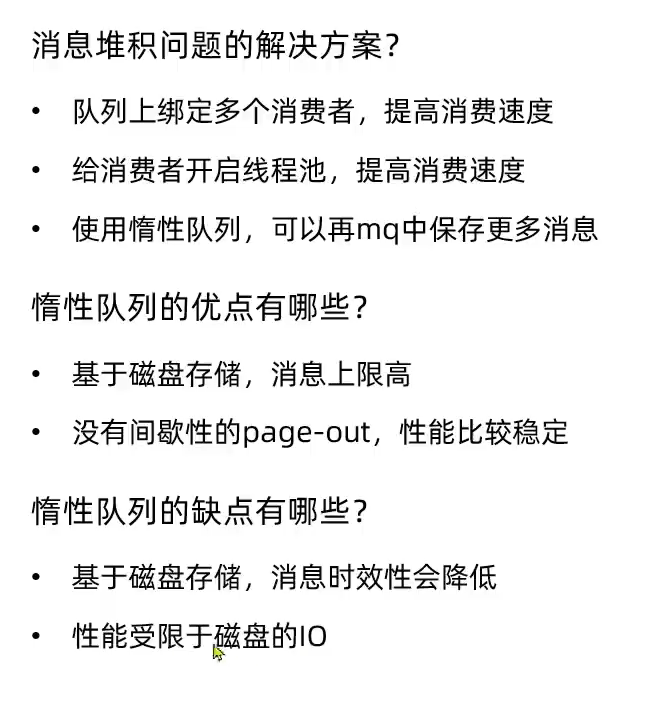 消息堆积问题的解决方案?
• 队列上绑定多个消费者，提高消费速度
• 给消费者开启线程池，提高消费速度
• 使用惰性队列，可以再mq中保存更多消息
惰性队列的优点有哪些?
• 基于磁盘存储，消息上限高
• 没有间歇性的page-out，性能比较稳定
惰性队列的缺点有哪些?
• 基于磁盘存储，消息时效性会降低
• 性能受限于磁盘的IO